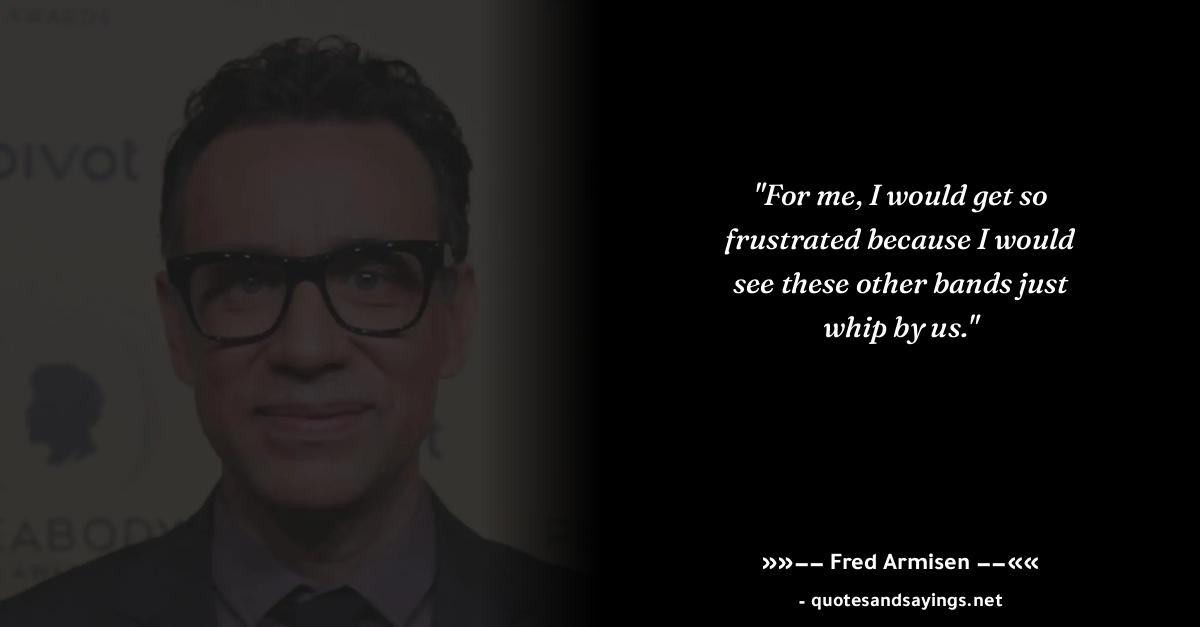 AWARDS
pivot
"For me, I would get so
frustrated because I would
see these other bands just
whip by us."
t
EABODY
»»−− Fred Armisen −−««
- quotesandsayings.net